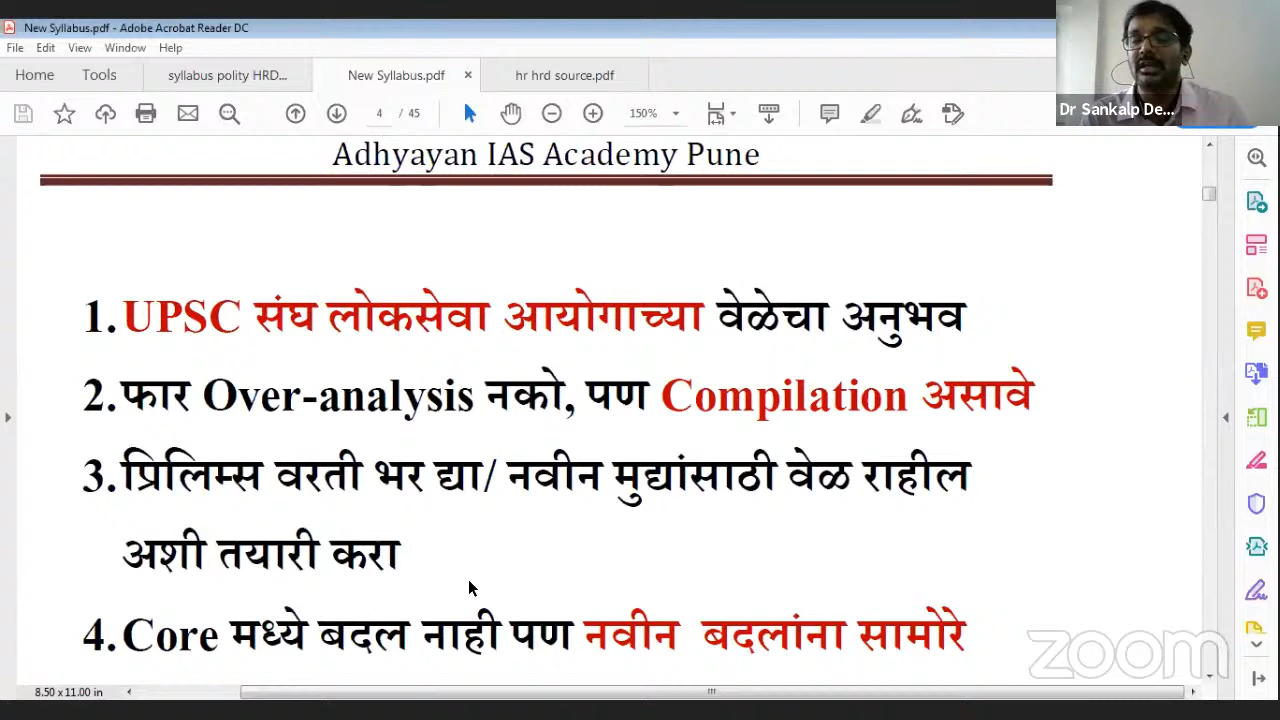 New Syllabus.pdf - Adobe Acrobat Reader DC
File Edit View Window Help
Home Tools syllabus polity HRD... New Syllabus.pdf × hr hrd source.pdf
4 / 45 150%
Dr Sankalp De...
Adhyayan IAS Academy Pune
1. UPSC संघ लोकसेवा आयोगाच्या वेळेचा अनुभव
2. फार Over-analysis नको, पण Compilation असावे
3. प्रिलिम्स वरती भर द्या/ नवीन मुद्यांसाठी वेळ राहील
अशी तयारी करा
4. Core मध्ये बदल नाही पण नवीन बदलांना सामोरे
zoom
8.50 x 11.00 in